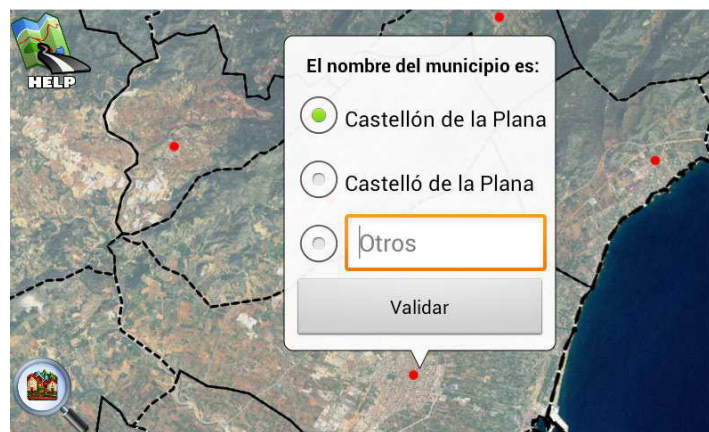 HELP
El nombre del municipio es:
Castellón de la Plana
Castelló de la Plana
Otros
Validar